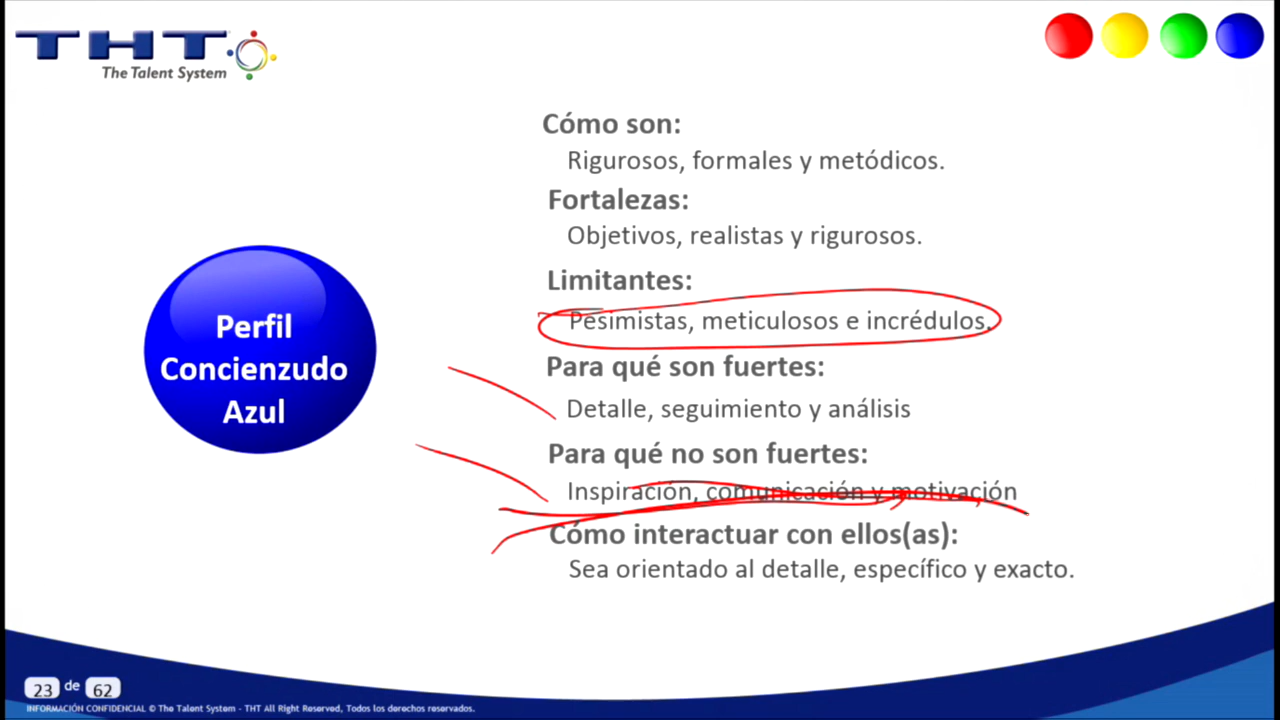 THT
The Talent System
Cómo son:
Rigurosos, formales y metódicos.
Fortalezas:
Objetivos, realistas y rigurosos.
Limitantes:
Pesimistas, meticulosos e incrédulos.
Para qué son fuertes:
Detalle, seguimiento y análisis
Para qué no son fuertes:
Inspiración, comunicación y motivación
Cómo interactuar con ellos(as):
Sea orientado al detalle, específico y exacto.
Perfil
Concienzudo
Azul
23 de 62
INFORMACIÓN CONFIDENCIAL © The Talent System - THT All Right Reserved, Todos los derechos reservados.